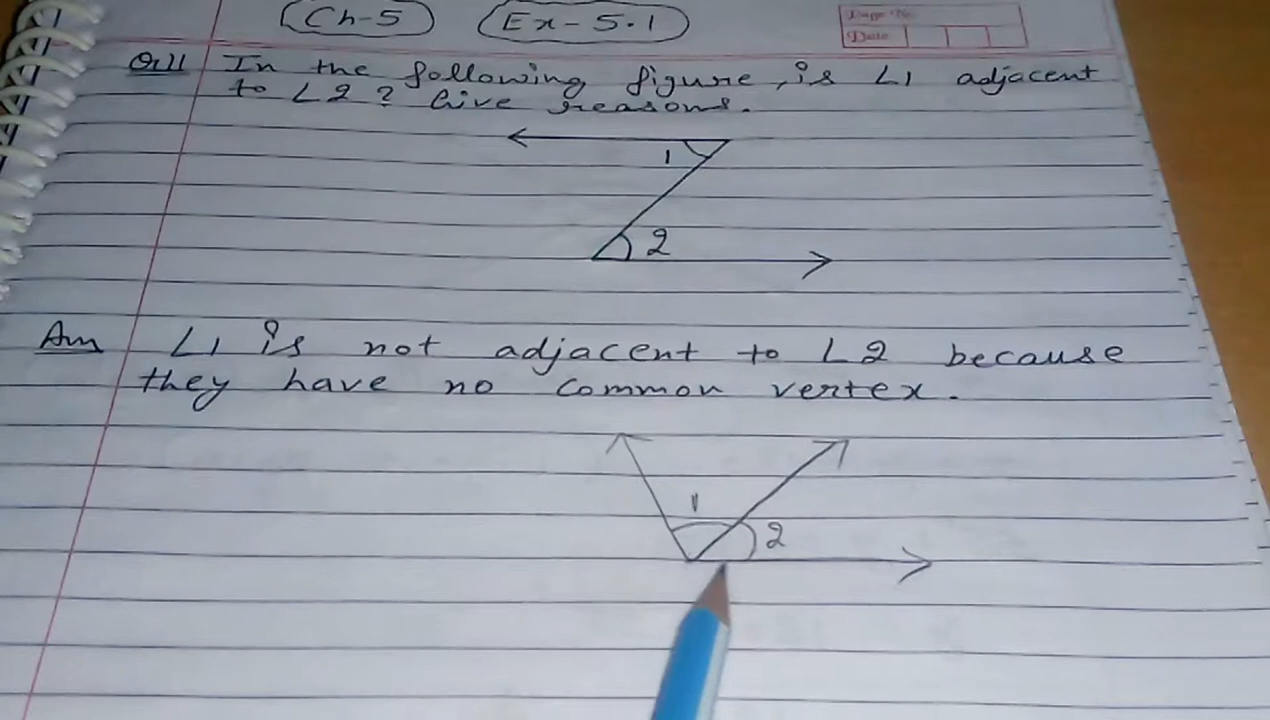 Ch-5 Ex-5.1
Page No.
Date
Q11 In the following figure, is ∠1 adjacent
to ∠2? Give reasons.
1
2
Ans ∠1 is not adjacent to ∠2 because
they have no common vertex.
1
2